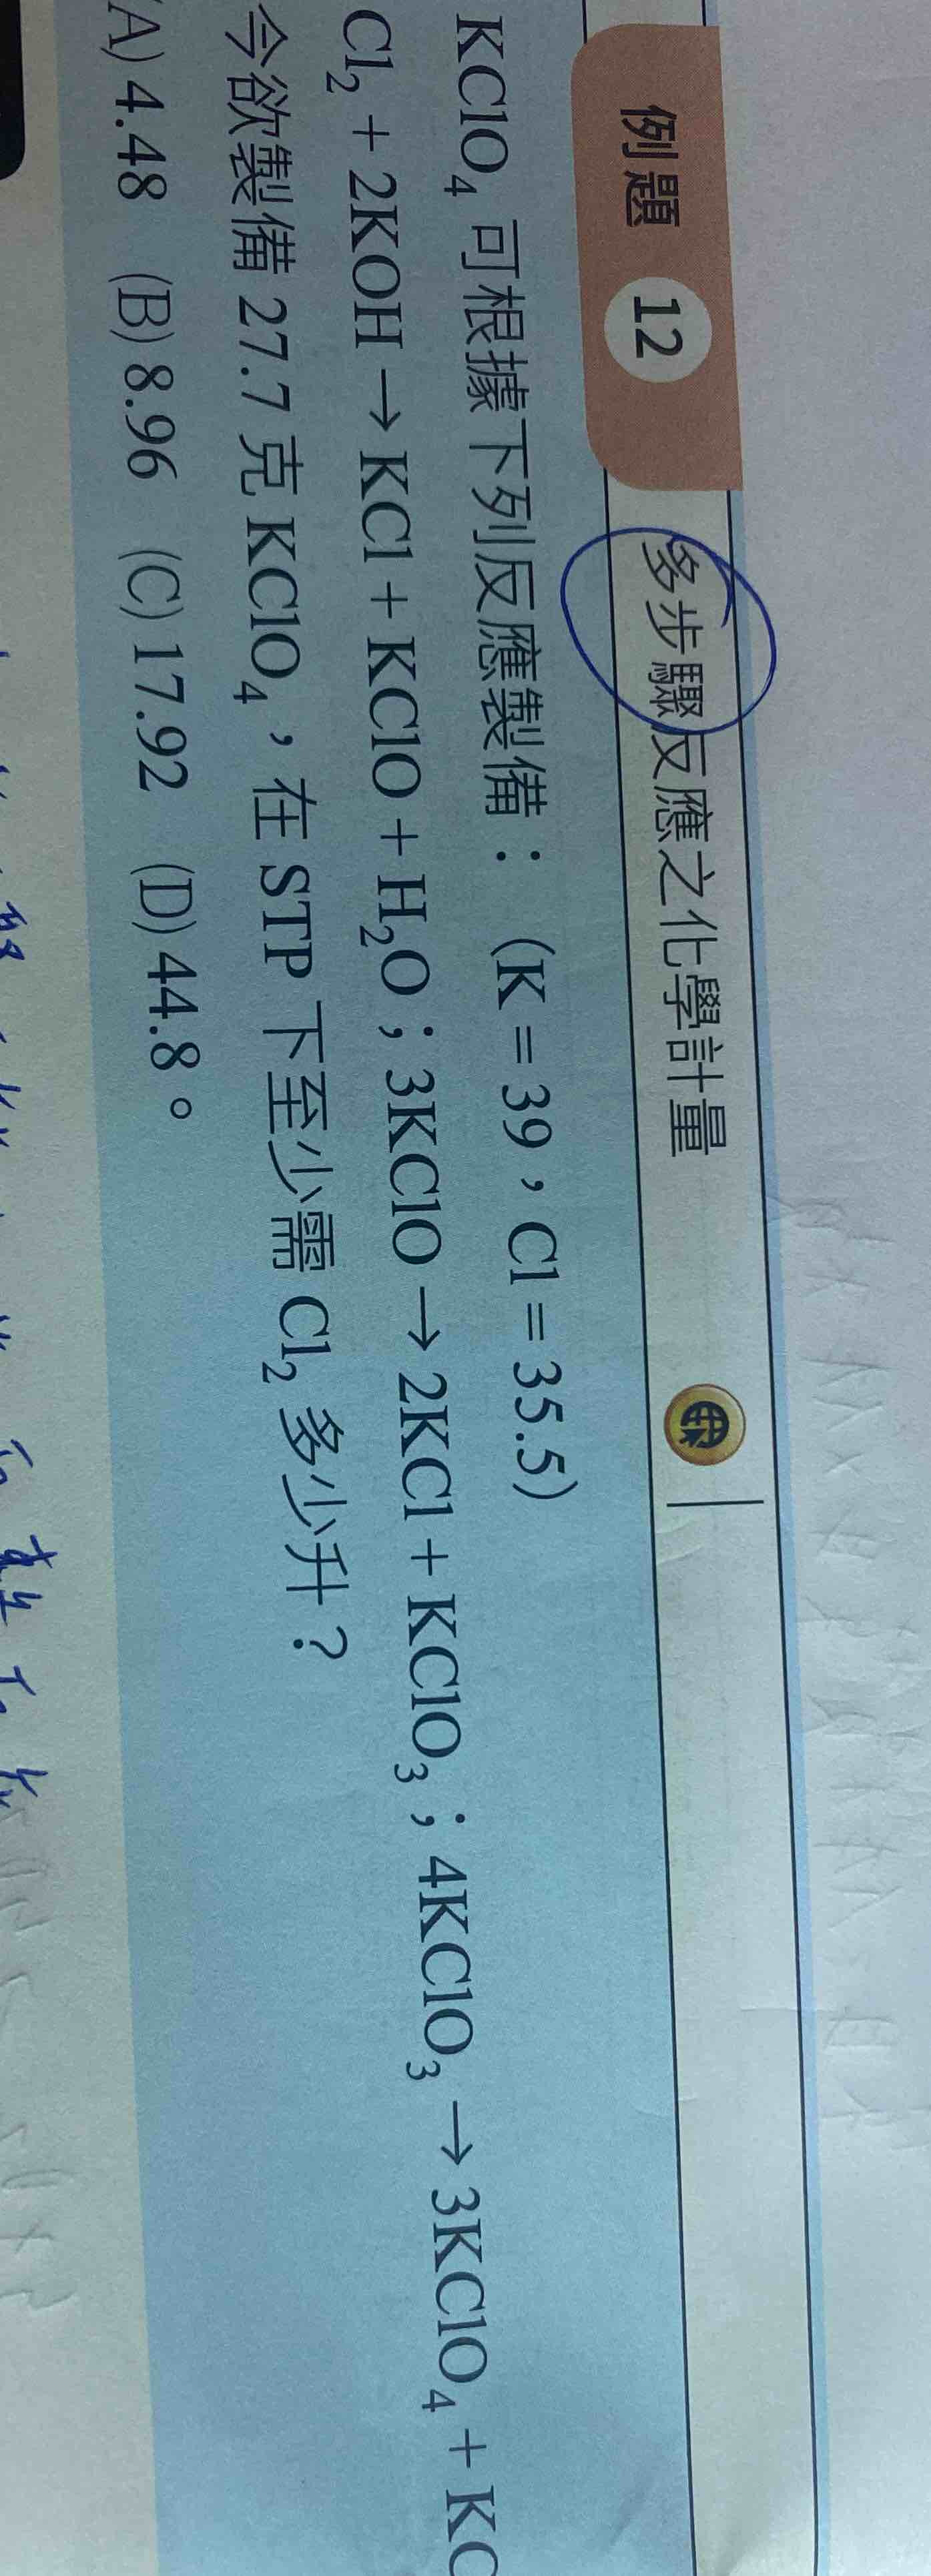 例題 12 多步驟反應之化學計量
KClO₄ 可根據下列反應製備：（K = 39，Cl = 35.5）
Cl₂ + 2KOH → KCl + KClO + H₂O；3KClO → 2KCl + KClO₃；4KClO₃ → 3KClO₄ + KC
今欲製備 27.7 克 KClO₄，在 STP 下至少需 Cl₂ 多少升？
(A) 4.48 (B) 8.96 (C) 17.92 (D) 44.8。